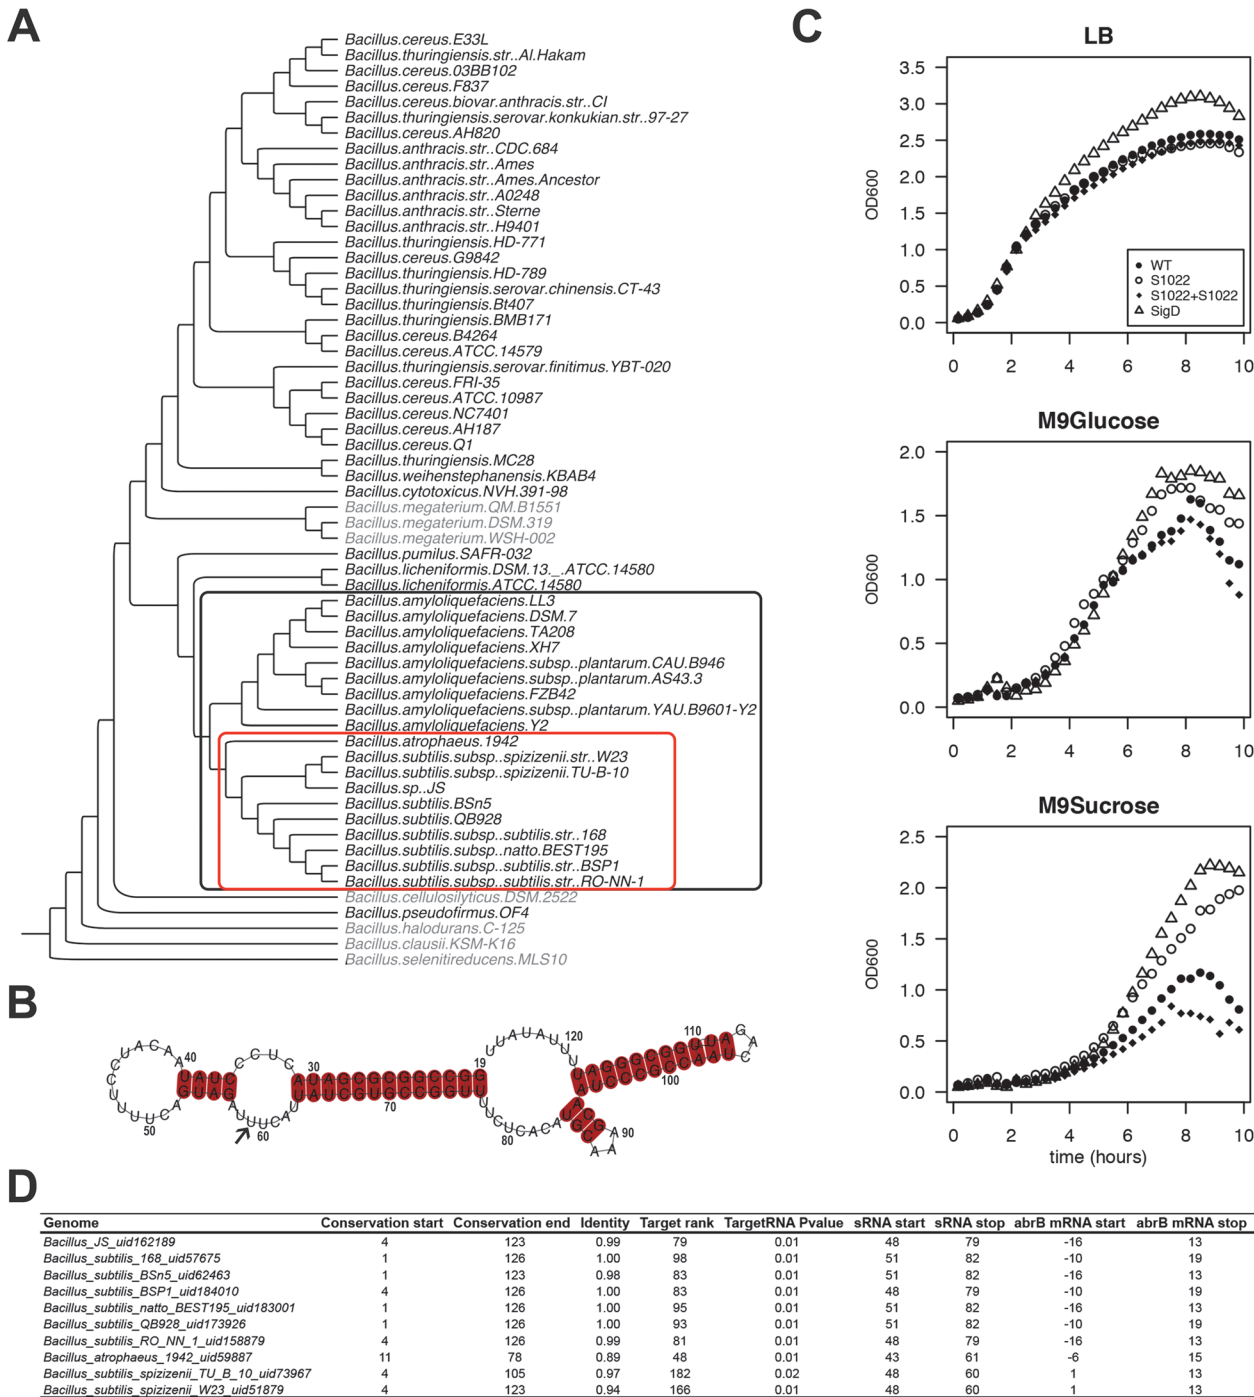 A
Bacillus.cereus.E33L
Bacillus.thuringiensis.str..Al.Hakam
Bacillus.cereus.03BB102
Bacillus.cereus.F837
Bacillus.cereus.biovar.anthracis.str..CI
Bacillus.thuringiensis.serovar.konkukian.str..97-27
Bacillus.cereus.AH820
Bacillus.anthracis.str..CDC.684
Bacillus.anthracis.str..Ames
Bacillus.anthracis.str..Ames.Ancestor
Bacillus.anthracis.str..A0248
Bacillus.anthracis.str..Sterne
Bacillus.anthracis.str..H9401
Bacillus.thuringiensis.HD-771
Bacillus.cereus.G9842
Bacillus.thuringiensis.HD-789
Bacillus.thuringiensis.serovar.chinensis.CT-43
Bacillus.thuringiensis.Bt407
Bacillus.thuringiensis.BMB171
Bacillus.cereus.B4264
Bacillus.cereus.ATCC.14579
Bacillus.thuringiensis.serovar.finitimus.YBT-020
Bacillus.cereus.FRI-35
Bacillus.cereus.ATCC.10987
Bacillus.cereus.NC7401
Bacillus.cereus.AH187
Bacillus.cereus.Q1
Bacillus.thuringiensis.MC28
Bacillus.weihenstephanensis.KBAB4
Bacillus.cytotoxicus.NVH.391-98
Bacillus.megaterium.QM.B1551
Bacillus.megaterium.DSM.319
Bacillus.megaterium.WSH-002
Bacillus.pumilus.SAFR-032
Bacillus.licheniformis.DSM.13._.ATCC.14580
Bacillus.licheniformis.ATCC.14580
Bacillus.amyloliquefaciens.LL3
Bacillus.amyloliquefaciens.DSM.7
Bacillus.amyloliquefaciens.TA208
Bacillus.amyloliquefaciens.XH7
Bacillus.amyloliquefaciens.subsp..plantarum.CAU.B946
Bacillus.amyloliquefaciens.subsp..plantarum.AS43.3
Bacillus.amyloliquefaciens.FZB42
Bacillus.amyloliquefaciens.subsp..plantarum.YAU.B9601-Y2
Bacillus.amyloliquefaciens.Y2
Bacillus.atrophaeus.1942
Bacillus.subtilis.subsp..spizizenii.str..W23
Bacillus.subtilis.subsp..spizizenii.TU-B-10
Bacillus.sp..JS
Bacillus.subtilis.BSn5
Bacillus.subtilis.QB928
Bacillus.subtilis.subsp..subtilis.str..168
Bacillus.subtilis.subsp..natto.BEST195
Bacillus.subtilis.subsp..subtilis.str..BSP1
Bacillus.subtilis.subsp..subtilis.str..RO-NN-1
Bacillus.cellulosilyticus.DSM.2522
Bacillus.pseudofirmus.OF4
Bacillus.halodurans.C-125
Bacillus.clausii.KSM-K16
Bacillus.selenitireducens.MLS10
B
40
50
60
30
70
19
80
120
90
100
110
C
LB
OD600
3.5
3.0
2.5
2.0
1.5
1.0
0.5
0.0
WT
S1022
S1022+S1022
SigD
0 2 4 6 8 10
M9Glucose
OD600
2.0
1.5
1.0
0.5
0.0
0 2 4 6 8 10
M9Sucrose
OD600
2.5
2.0
1.5
1.0
0.5
0.0
0 2 4 6 8 10
time (hours)
D
Genome Conservation start Conservation end Identity Target rank TargetRNA Pvalue sRNA start sRNA stop abrB mRNA start abrB mRNA stop
Bacillus_JS_uid162189 4 123 0.99 79 0.01 48 79 -16 13
Bacillus_subtilis_168_uid57675 1 126 1.00 98 0.01 51 82 -10 19
Bacillus_subtilis_BSn5_uid62463 1 123 0.98 83 0.01 51 82 -16 13
Bacillus_subtilis_BSP1_uid184010 4 126 1.00 83 0.01 48 79 -10 19
Bacillus_subtilis_natto_BEST195_uid183001 1 126 1.00 95 0.01 51 82 -16 13
Bacillus_subtilis_QB928_uid173926 1 126 1.00 93 0.01 51 82 -10 19
Bacillus_subtilis_RO_NN_1_uid158879 4 126 0.99 81 0.01 48 79 -16 13
Bacillus_atrophaeus_1942_uid59887 11 78 0.89 48 0.01 43 61 -6 15
Bacillus_subtilis_spizizenii_TU_B_10_uid73967 4 105 0.97 182 0.02 48 60 1 13
Bacillus_subtilis_spizizenii_W23_uid51879 4 123 0.94 166 0.01 48 60 1 13